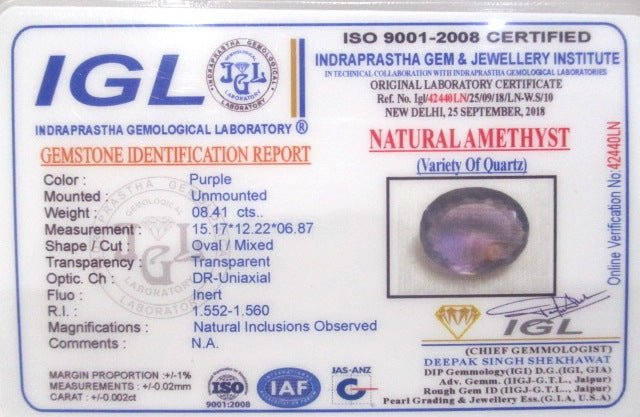 IGL
INDRAPRASTHA GEMOLOGICAL LABORATORY
IGL
INDRAPRASTHA GEMOLOGICAL LABORATORY ®
GEMSTONE IDENTIFICATION REPORT
Color : Purple
Mounted : Unmounted
Weight : 08.41 cts..
Measurement : 15.17*12.22*06.87
Shape / Cut : Oval / Mixed
Transparency : Transparent
Optic. Ch : DR-Uniaxial
Fluo : Inert
R.I. : 1.552-1.560
Magnifications : Natural Inclusions Observed
Comments : N.A.
MARGIN PROPORTION :+/-1%
MEASUREMENTS : +/-0.02mm
CARAT : +/-0.002ct
ISO
9001:2008
IAF
JAS-ANZ
ISO 9001-2008 CERTIFIED
INDRAPRASTHA GEM & JEWELLERY INSTITUTE
IN TECHNICAL COLLABORATION WITH INDRAPRASTHA GEMOLOGICAL LABORATORIES
ORIGINAL LABORATORY CERTIFICATE
Ref. No. Igl/42440LN/25/09/18/LN-W.S/10
NEW DELHI, 25 SEPTEMBER, 2018
NATURAL AMETHYST
(Variety Of Quartz)
Online Verification No:42440LN
IGL
(CHIEF GEMMOLOGIST)
DEEPAK SINGH SHEKHAWAT
DIP Gemmology(IGI) D.G.(IGI, GIA)
Adv. Gemm. (IIGJ-G.T.L., Jaipur)
Rough Gem ID (IIGJ-G.T.L., Jaipur)
Pearl Grading & Jewellery Ess.(G.I.A, U.S.A)